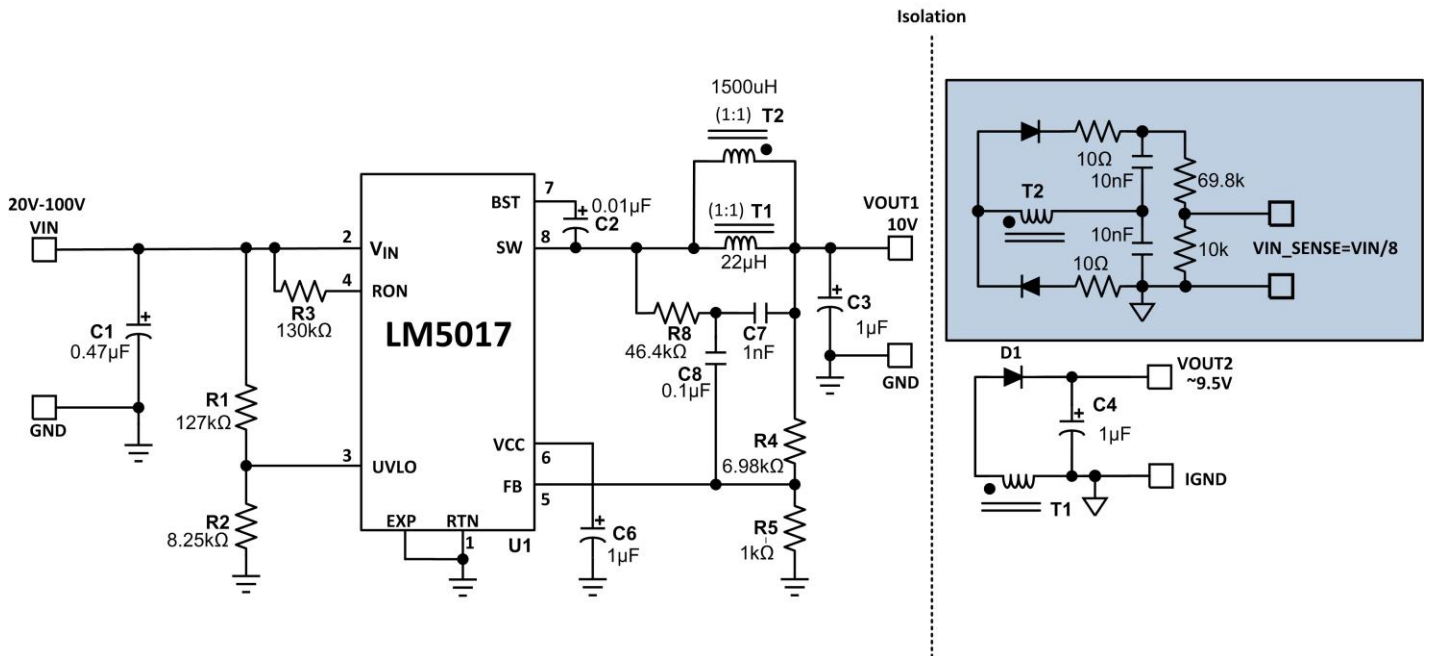 Isolation
1500uH
(1:1) T2
20V-100V
VIN
C1
0.47µF
GND
R1
127kΩ
R2
8.25kΩ
R3
130kΩ
2
VIN
4
RON
3
UVLO
LM5017
BST
7
SW
8
VCC
6
FB
5
EXP
RTN
1
U1
0.01µF
C2
(1:1) T1
22µH
R8
46.4kΩ
C7
1nF
C8
0.1µF
C6
1µF
R4
6.98kΩ
R5
1kΩ
VOUT1
10V
C3
1µF
GND
10Ω
10nF
69.8k
T2
10nF
10k
10Ω
VIN_SENSE=VIN/8
D1
VOUT2
~9.5V
C4
1µF
IGND
T1